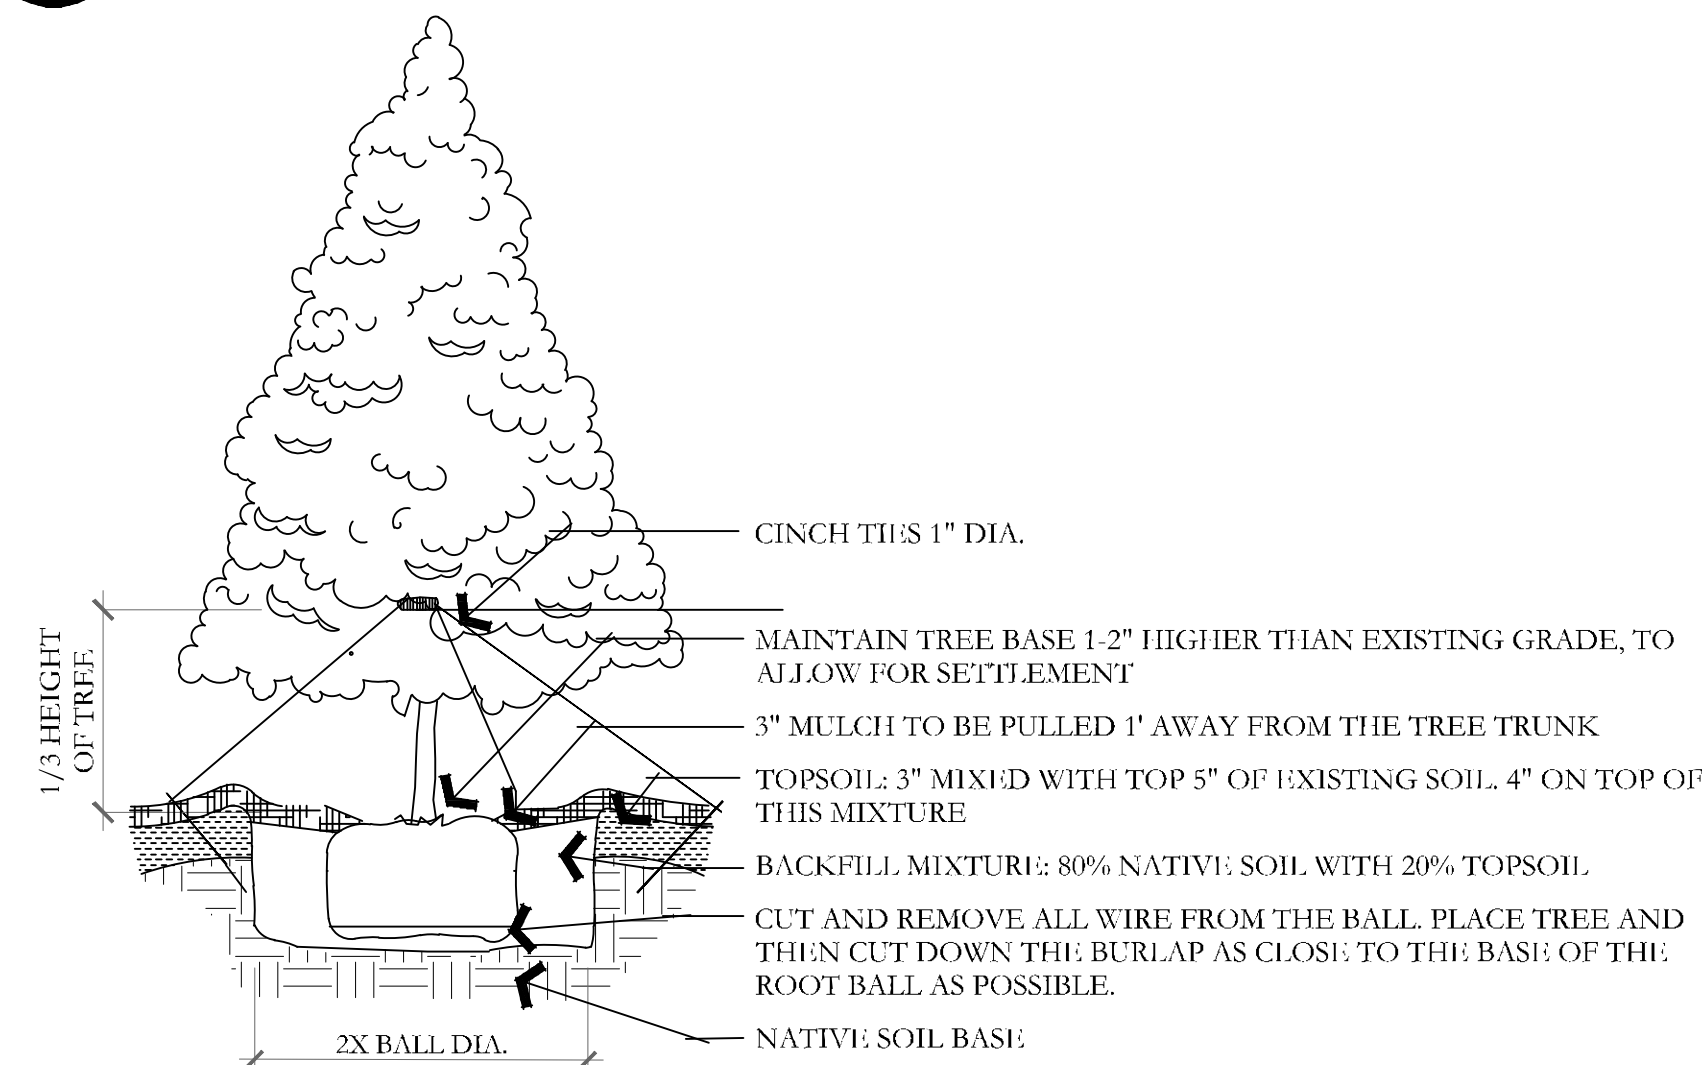 CINCH TIES 1" DIA.
MAINTAIN TREE BASE 1-2" HIGHER THAN EXISTING GRADE, TO
ALLOW FOR SETTLEMENT
3" MULCH TO BE PULLED 1' AWAY FROM THE TREE TRUNK
TOPSOIL: 3" MIXED WITH TOP 5" OF EXISTING SOIL. 4" ON TOP OF
THIS MIXTURE
BACKFILL MIXTURE: 80% NATIVE SOIL WITH 20% TOPSOIL
CUT AND REMOVE ALL WIRE FROM THE BALL. PLACE TREE AND
THEN CUT DOWN THE BURLAP AS CLOSE TO THE BASE OF THE
ROOT BALL AS POSSIBLE.
NATIVE SOIL BASE
1/3 HEIGHT
OF TREE
2X BALL DIA.